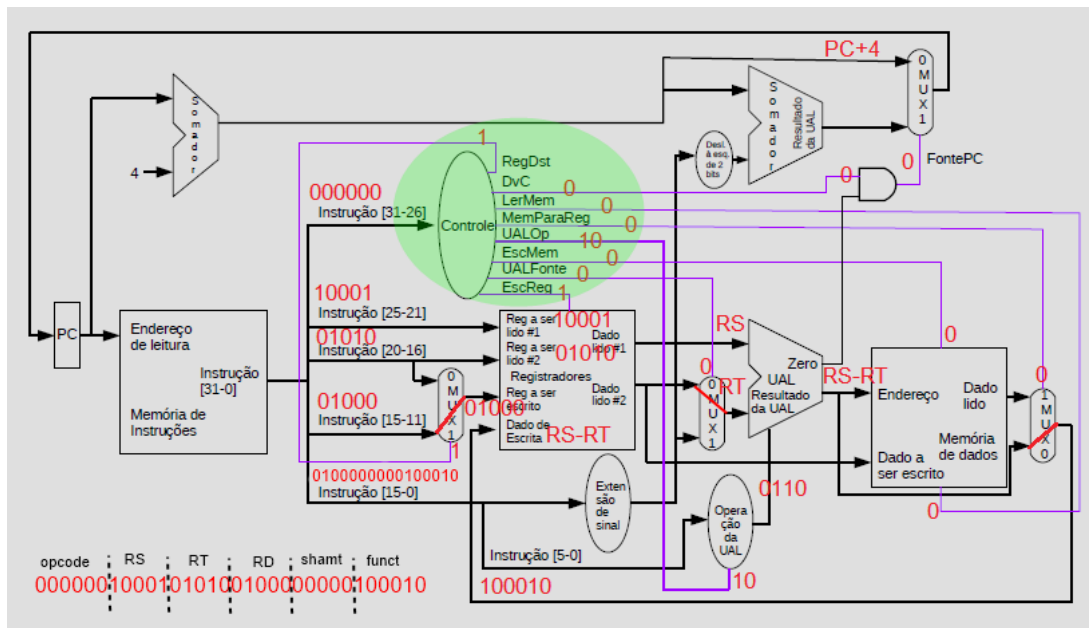 PC+4
0
M
U
X
1
S
o
m
a
d
o
r
4
S
o
m
a
d
o
r
Resultado
da UAL
Desl.
à esq.
de 2
bits
0
0
FontePC
1
RegDst
DvC
0
LerMem
0
MemParaReg
0
UALOp
10
EscMem
0
UALFonte
0
EscReg
1
Controle
000000
Instrução [31-26]
10001
Instrução [25-21]
01010
Instrução [20-16]
01000
Instrução [15-11]
0100000000100010
Instrução [15-0]
PC
Endereço
de leitura
Instrução
[31-0]
Memória de
Instruções
0
M
U
X
1
1
01000
Reg a ser
lido #1
10001
Reg a ser
lido #2
01010
Registradores
Reg a ser
escrito
Dado de
Escrita
RS-RT
Dado
lido #1
Dado
lido #2
RS
0
RT
0
M
U
X
1
Zero
UAL
Resultado
da UAL
RS-RT
0
Endereço
Dado
lido
Memória
de dados
Dado a
ser escrito
0
0
1
M
U
X
0
Exten
são de
sinal
0110
Opera
ção da
UAL
10
Instrução [5-0]
100010
opcode RS RT RD shamt funct
000000 10001 01010 01000 00000 100010